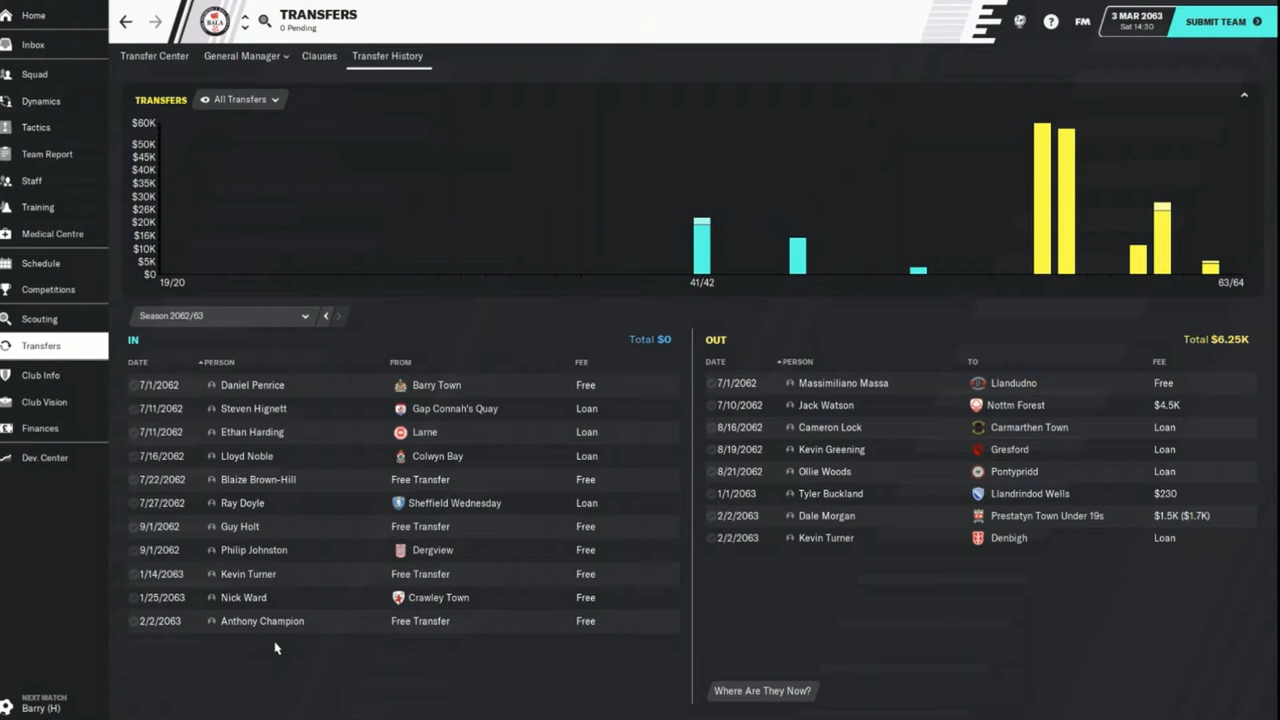 Home
Inbox
Squad
Dynamics
Tactics
Team Report
Staff
Training
Medical Centre
Schedule
Competitions
Scouting
Transfers
Club Info
Club Vision
Finances
Dev. Center
NEXT MATCH
Barry (H)
BALA
TRANSFERS
0 Pending
? FM
3 MAR 2063
Sat 14:30
SUBMIT TEAM
Transfer Center General Manager Clauses Transfer History
TRANSFERS All Transfers
$60K
$50K
$45K
$40K
$35K
$30K
$26K
$20K
$16K
$10K
$5K
$0
19/20 41/42 63/64
Season 2062/63
IN Total $0
DATE PERSON FROM FEE
7/1/2062 Daniel Penrice Barry Town Free
7/11/2062 Steven Hignett Gap Connah's Quay Loan
7/11/2062 Ethan Harding Larne Loan
7/16/2062 Lloyd Noble Colwyn Bay Loan
7/22/2062 Blaize Brown-Hill Free Transfer Free
7/27/2062 Ray Doyle Sheffield Wednesday Loan
9/1/2062 Guy Holt Free Transfer Free
9/1/2062 Philip Johnston Dergview Free
1/14/2063 Kevin Turner Free Transfer Free
1/25/2063 Nick Ward Crawley Town Free
2/2/2063 Anthony Champion Free Transfer Free
OUT Total $6.25K
DATE PERSON TO FEE
7/1/2062 Massimiliano Massa Llandudno Free
7/10/2062 Jack Watson Nottm Forest $4.5K
8/16/2062 Cameron Lock Carmarthen Town Loan
8/19/2062 Kevin Greening Gresford Loan
8/21/2062 Ollie Woods Pontypridd Loan
1/1/2063 Tyler Buckland Llandrindod Wells $230
2/2/2063 Dale Morgan Prestatyn Town Under 19s $1.5K ($1.7K)
2/2/2063 Kevin Turner Denbigh Loan
Where Are They Now?